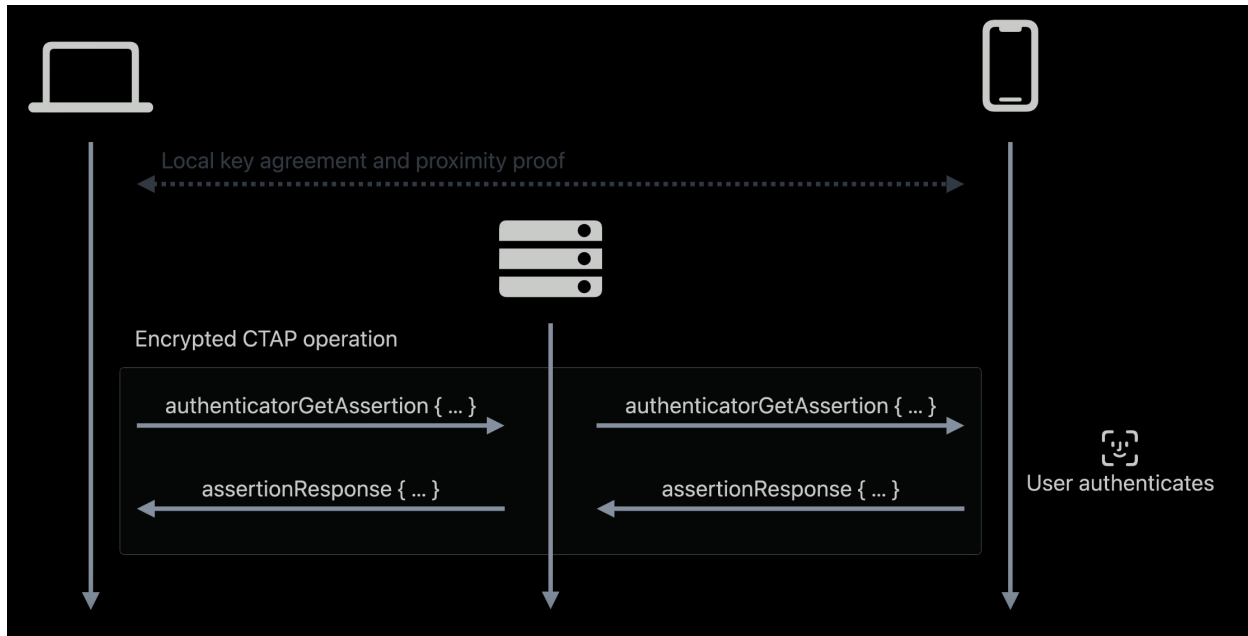 Local key agreement and proximity proof
Encrypted CTAP operation
authenticatorGetAssertion { ... }
authenticatorGetAssertion { ... }
assertionResponse { ... }
assertionResponse { ... }
User authenticates